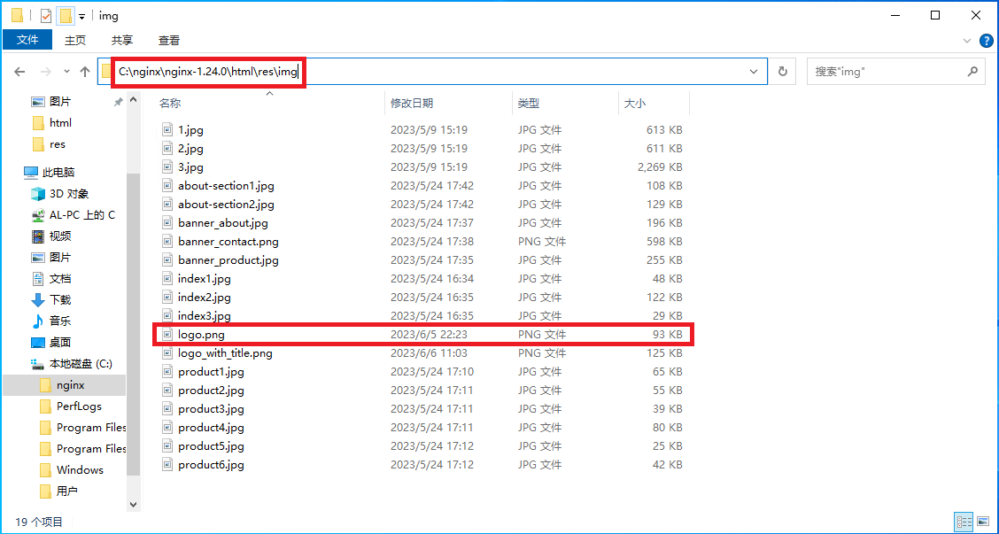 img
文件 主页 共享 查看
C:\nginx\nginx-1.24.0\html\res\img
搜索"img"
图片
html
res
此电脑
3D 对象
AL-PC 上的 C
视频
图片
文档
下载
音乐
桌面
本地磁盘 (C:)
nginx
PerfLogs
Program Files
Program Files
Windows
用户
名称 修改日期 类型 大小
1.jpg 2023/5/9 15:19 JPG 文件 613 KB
2.jpg 2023/5/9 15:19 JPG 文件 611 KB
3.jpg 2023/5/9 15:19 JPG 文件 2,269 KB
about-section1.jpg 2023/5/24 17:42 JPG 文件 108 KB
about-section2.jpg 2023/5/24 17:42 JPG 文件 129 KB
banner_about.jpg 2023/5/24 17:37 JPG 文件 196 KB
banner_contact.png 2023/5/24 17:38 PNG 文件 598 KB
banner_product.jpg 2023/5/24 17:35 JPG 文件 255 KB
index1.jpg 2023/5/24 16:34 JPG 文件 48 KB
index2.jpg 2023/5/24 16:35 JPG 文件 122 KB
index3.jpg 2023/5/24 16:35 JPG 文件 29 KB
logo.png 2023/6/5 22:23 PNG 文件 93 KB
logo_with_title.png 2023/6/6 11:03 PNG 文件 125 KB
product1.jpg 2023/5/24 17:10 JPG 文件 65 KB
product2.jpg 2023/5/24 17:11 JPG 文件 55 KB
product3.jpg 2023/5/24 17:11 JPG 文件 39 KB
product4.jpg 2023/5/24 17:11 JPG 文件 80 KB
product5.jpg 2023/5/24 17:12 JPG 文件 25 KB
product6.jpg 2023/5/24 17:12 JPG 文件 42 KB
19 个项目